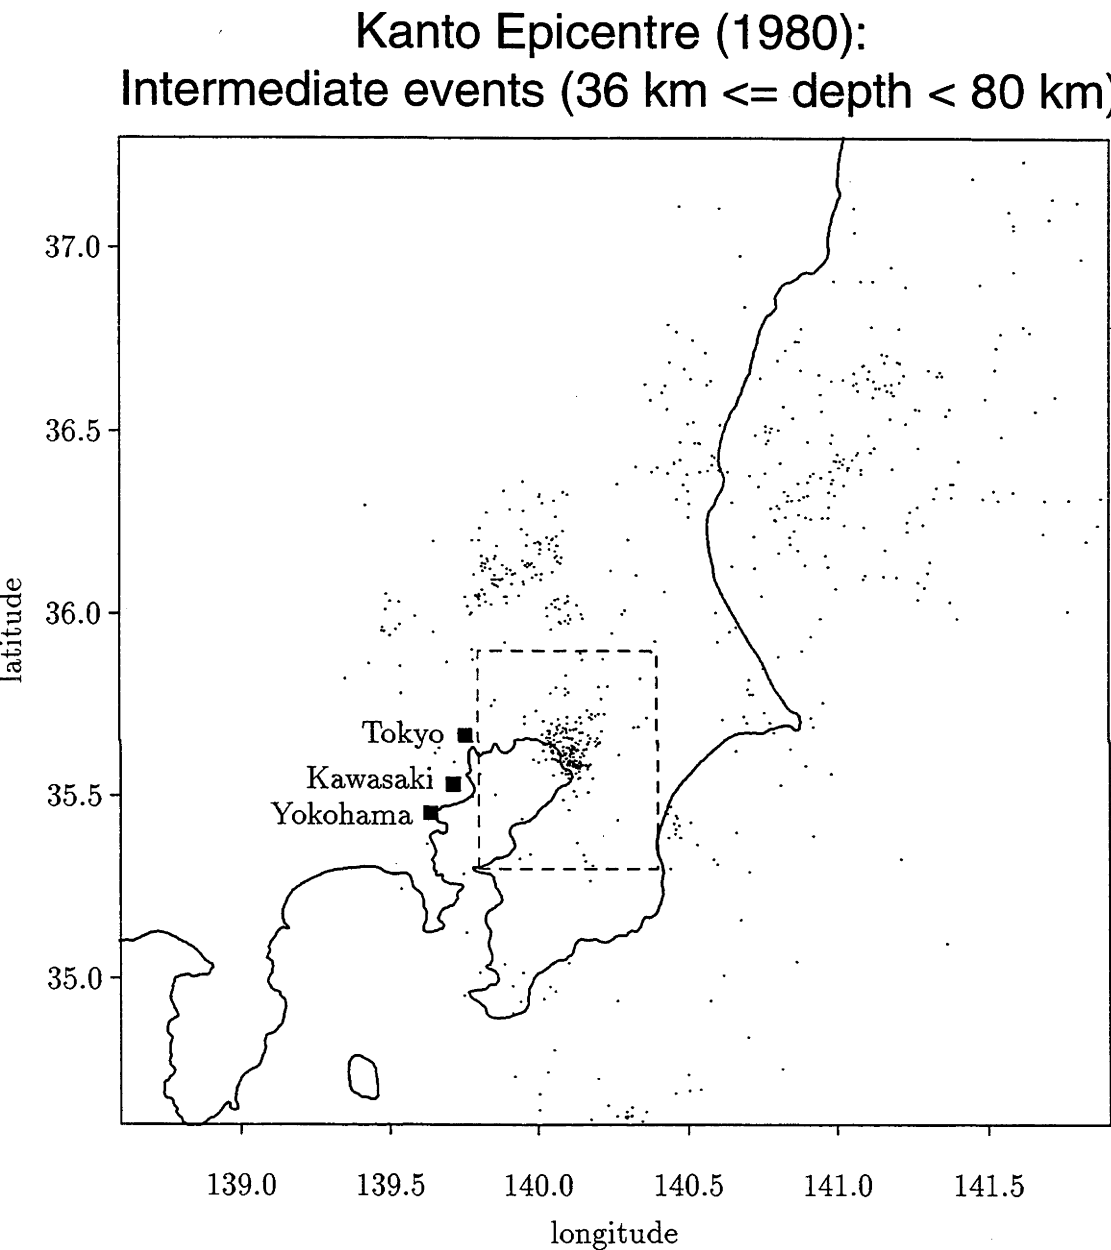 Kanto Epicentre (1980):
Intermediate events (36 km <= depth < 80 km)
37.0
36.5
36.0
35.5
35.0
latitude
Tokyo
Kawasaki
Yokohama
139.0 139.5 140.0 140.5 141.0 141.5
longitude